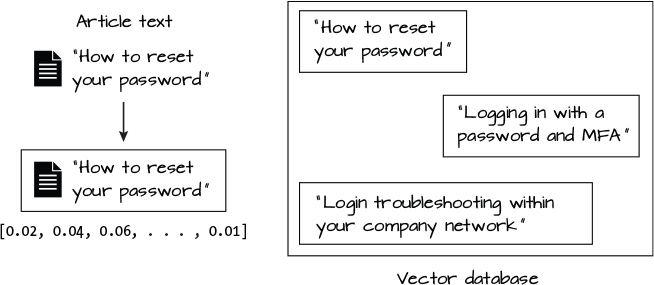 Article text
"How to reset
your password"
"How to reset
your password"
[0.02, 0.04, 0.06, . . . , 0.01]
"How to reset
your password"
"Logging in with a
password and MFA"
"Login troubleshooting within
your company network"
Vector database